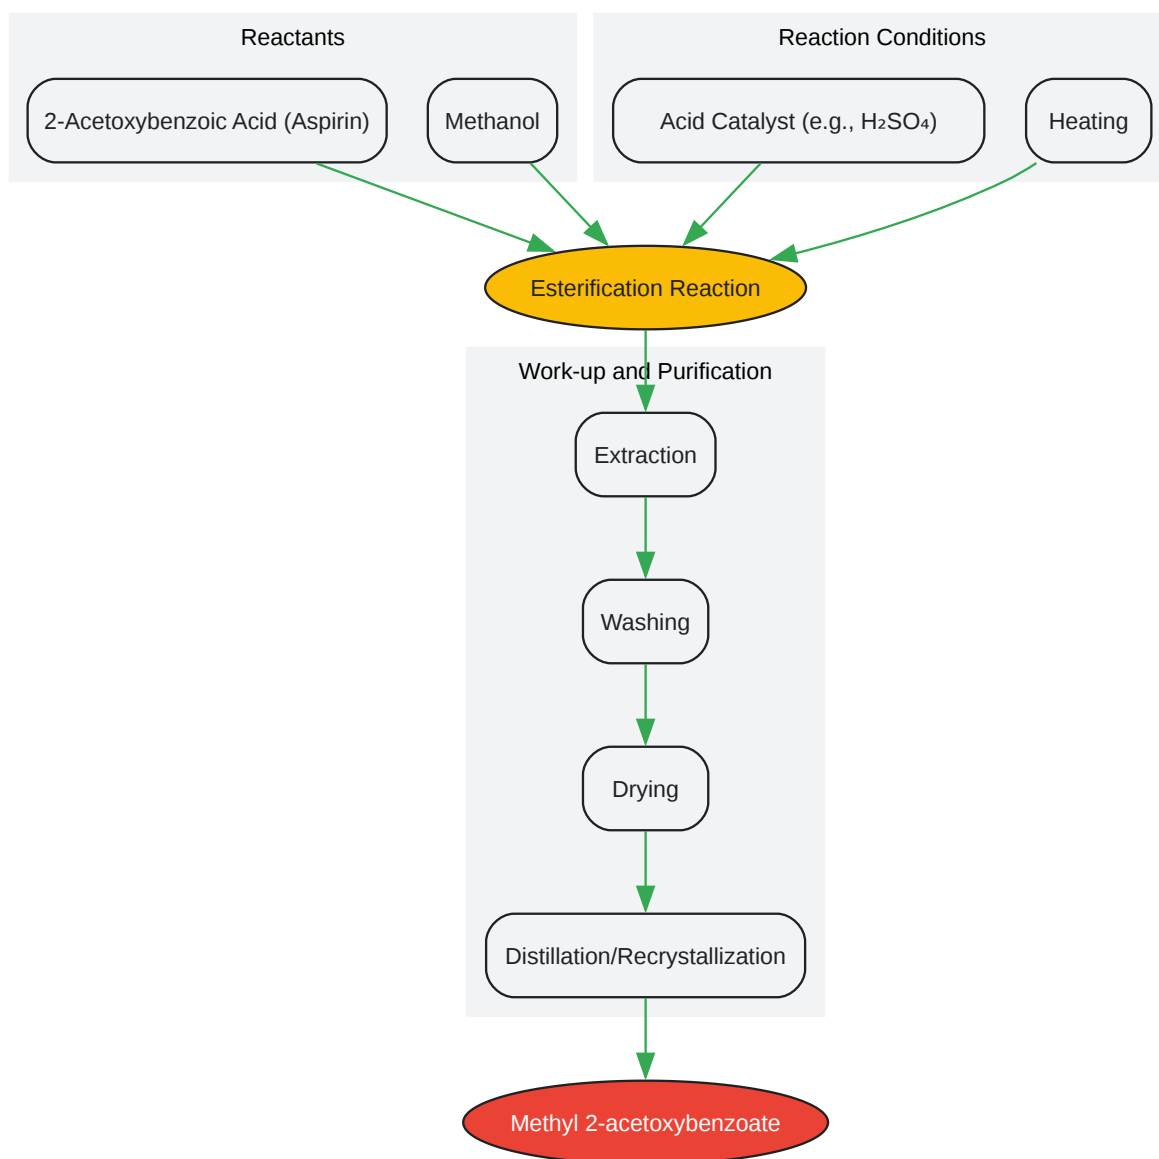 Reactants
Reaction Conditions
2-Acetoxybenzoic Acid (Aspirin)
Methanol
Acid Catalyst (e.g., H₂SO₄)
Heating
Esterification Reaction
Work-up and Purification
Extraction
Washing
Drying
Distillation/Recrystallization
Methyl 2-acetoxybenzoate